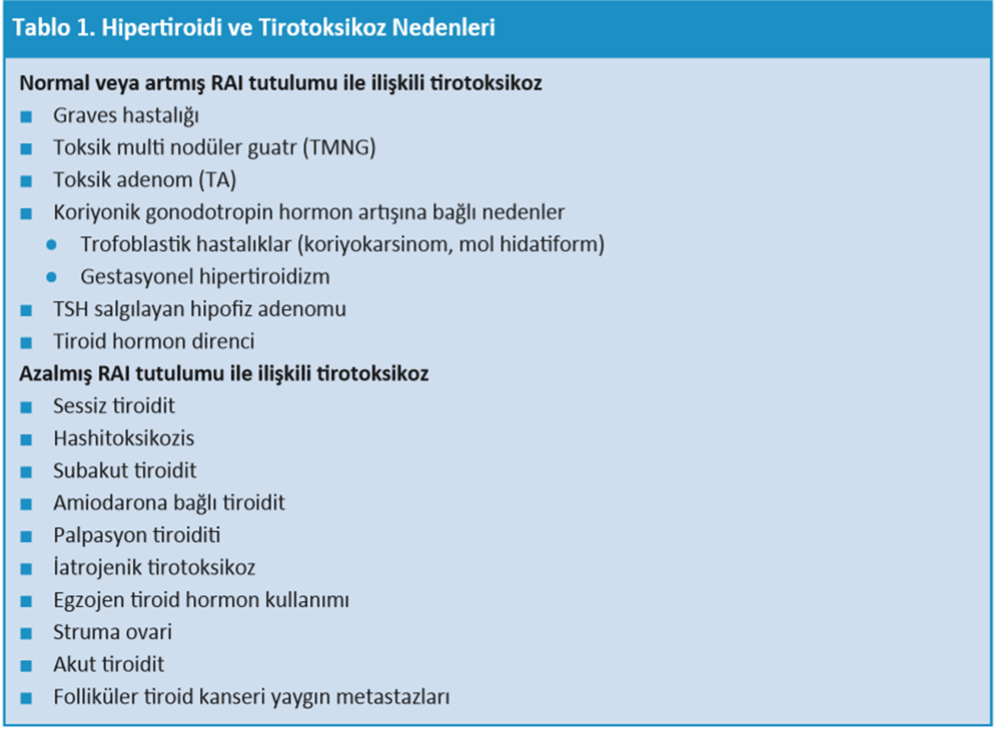 Tablo 1. Hipertiroidi ve Tirotoksikoz Nedenleri
Normal veya artmış RAI tutulumu ile ilişkili tirotoksikoz
■ Graves hastalığı
■ Toksik multi nodüler guatr (TMNG)
■ Toksik adenom (TA)
■ Koriyonik gonodotropin hormon artışına bağlı nedenler
● Trofoblastik hastalıklar (koriyokarsinom, mol hidatiform)
● Gestasyonel hipertiroidizm
■ TSH salgılayan hipofiz adenomu
■ Tiroid hormon direnci
Azalmış RAI tutulumu ile ilişkili tirotoksikoz
■ Sessiz tiroidit
■ Hashitoksikozis
■ Subakut tiroidit
■ Amiodarona bağlı tiroidit
■ Palpasyon tiroiditi
■ İatrojenik tirotoksikoz
■ Egzojen tiroid hormon kullanımı
■ Struma ovari
■ Akut tiroidit
■ Folliküler tiroid kanseri yaygın metastazları